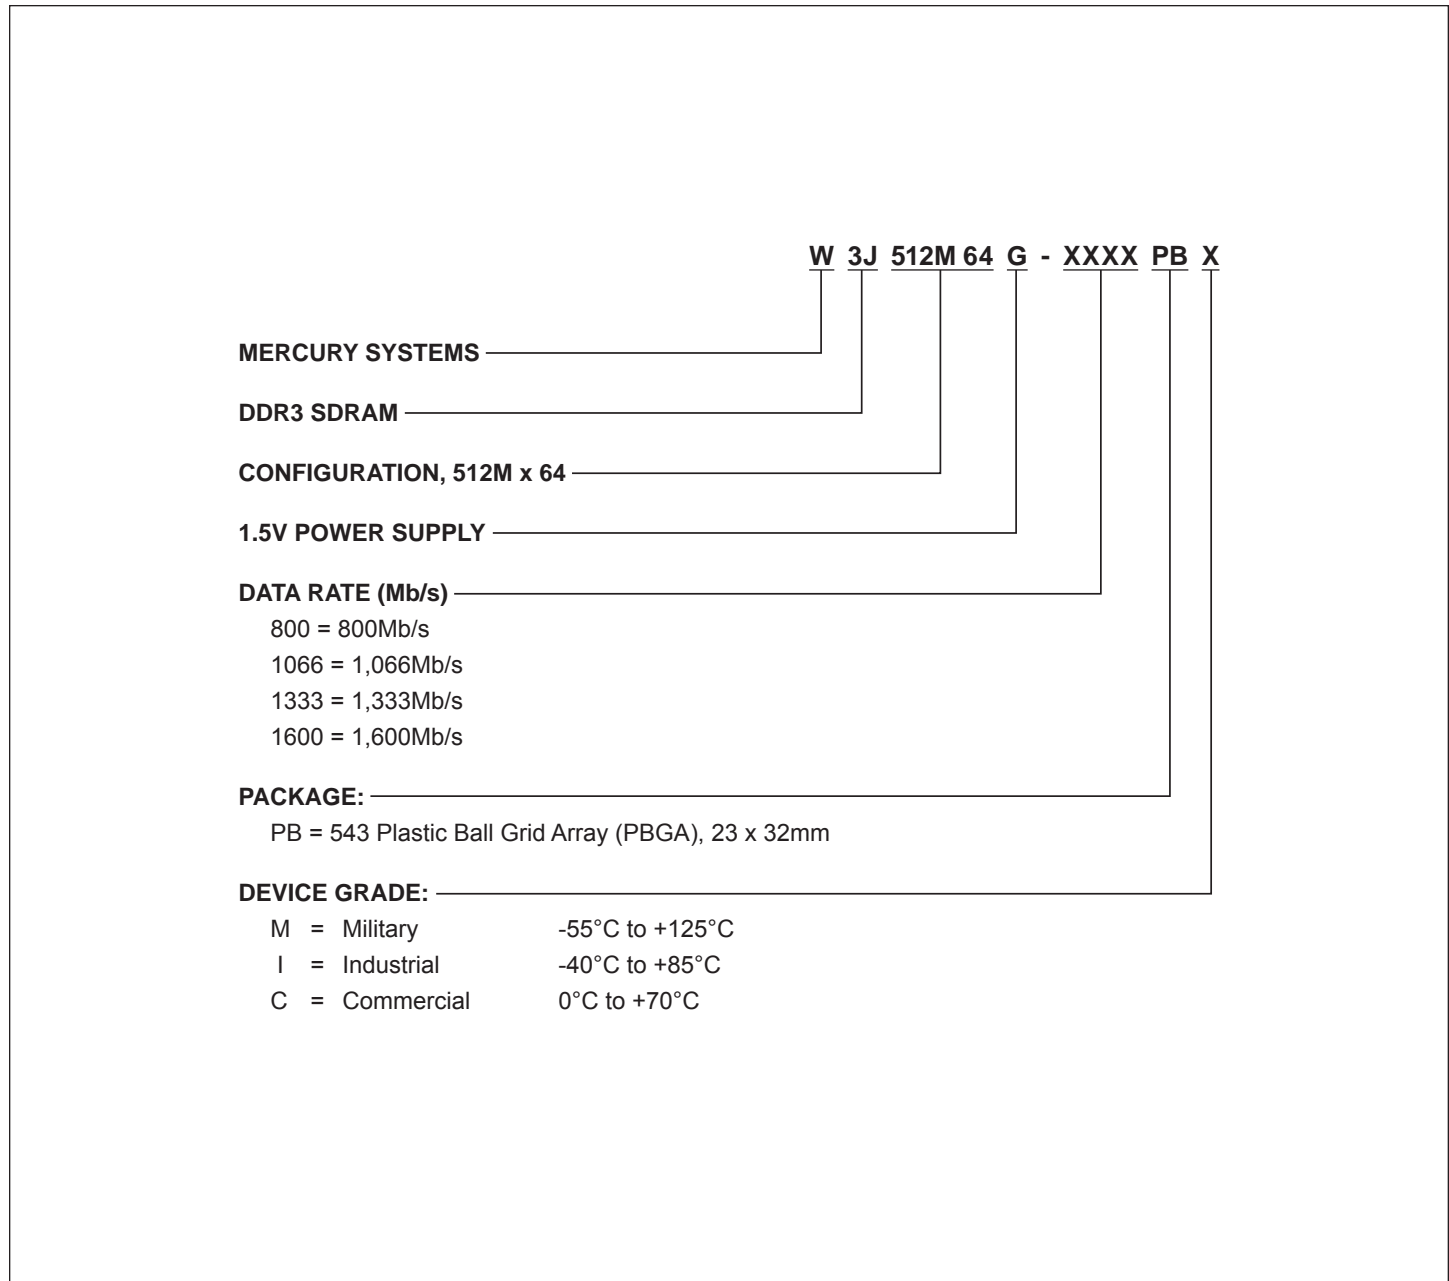 W 3J 512M 64 G - XXXX PB X
MERCURY SYSTEMS
DDR3 SDRAM
CONFIGURATION, 512M x 64
1.5V POWER SUPPLY
DATA RATE (Mb/s)
800 = 800Mb/s
1066 = 1,066Mb/s
1333 = 1,333Mb/s
1600 = 1,600Mb/s
PACKAGE:
PB = 543 Plastic Ball Grid Array (PBGA), 23 x 32mm
DEVICE GRADE:
M = Military -55°C to +125°C
I = Industrial -40°C to +85°C
C = Commercial 0°C to +70°C